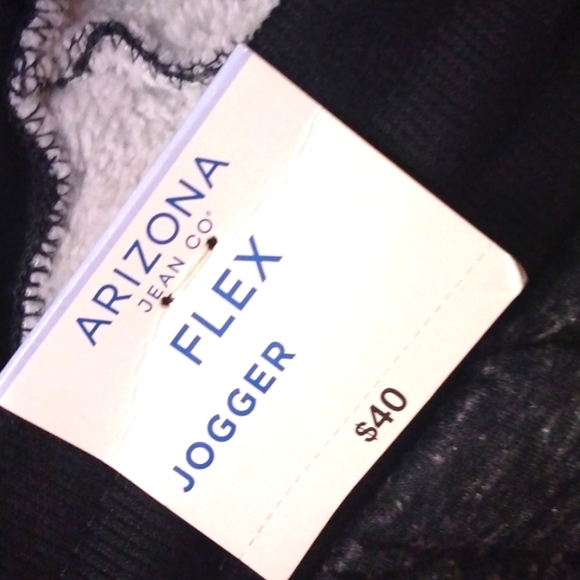 ARIZONA
JEAN CO®
FLEX
JOGGER
$40